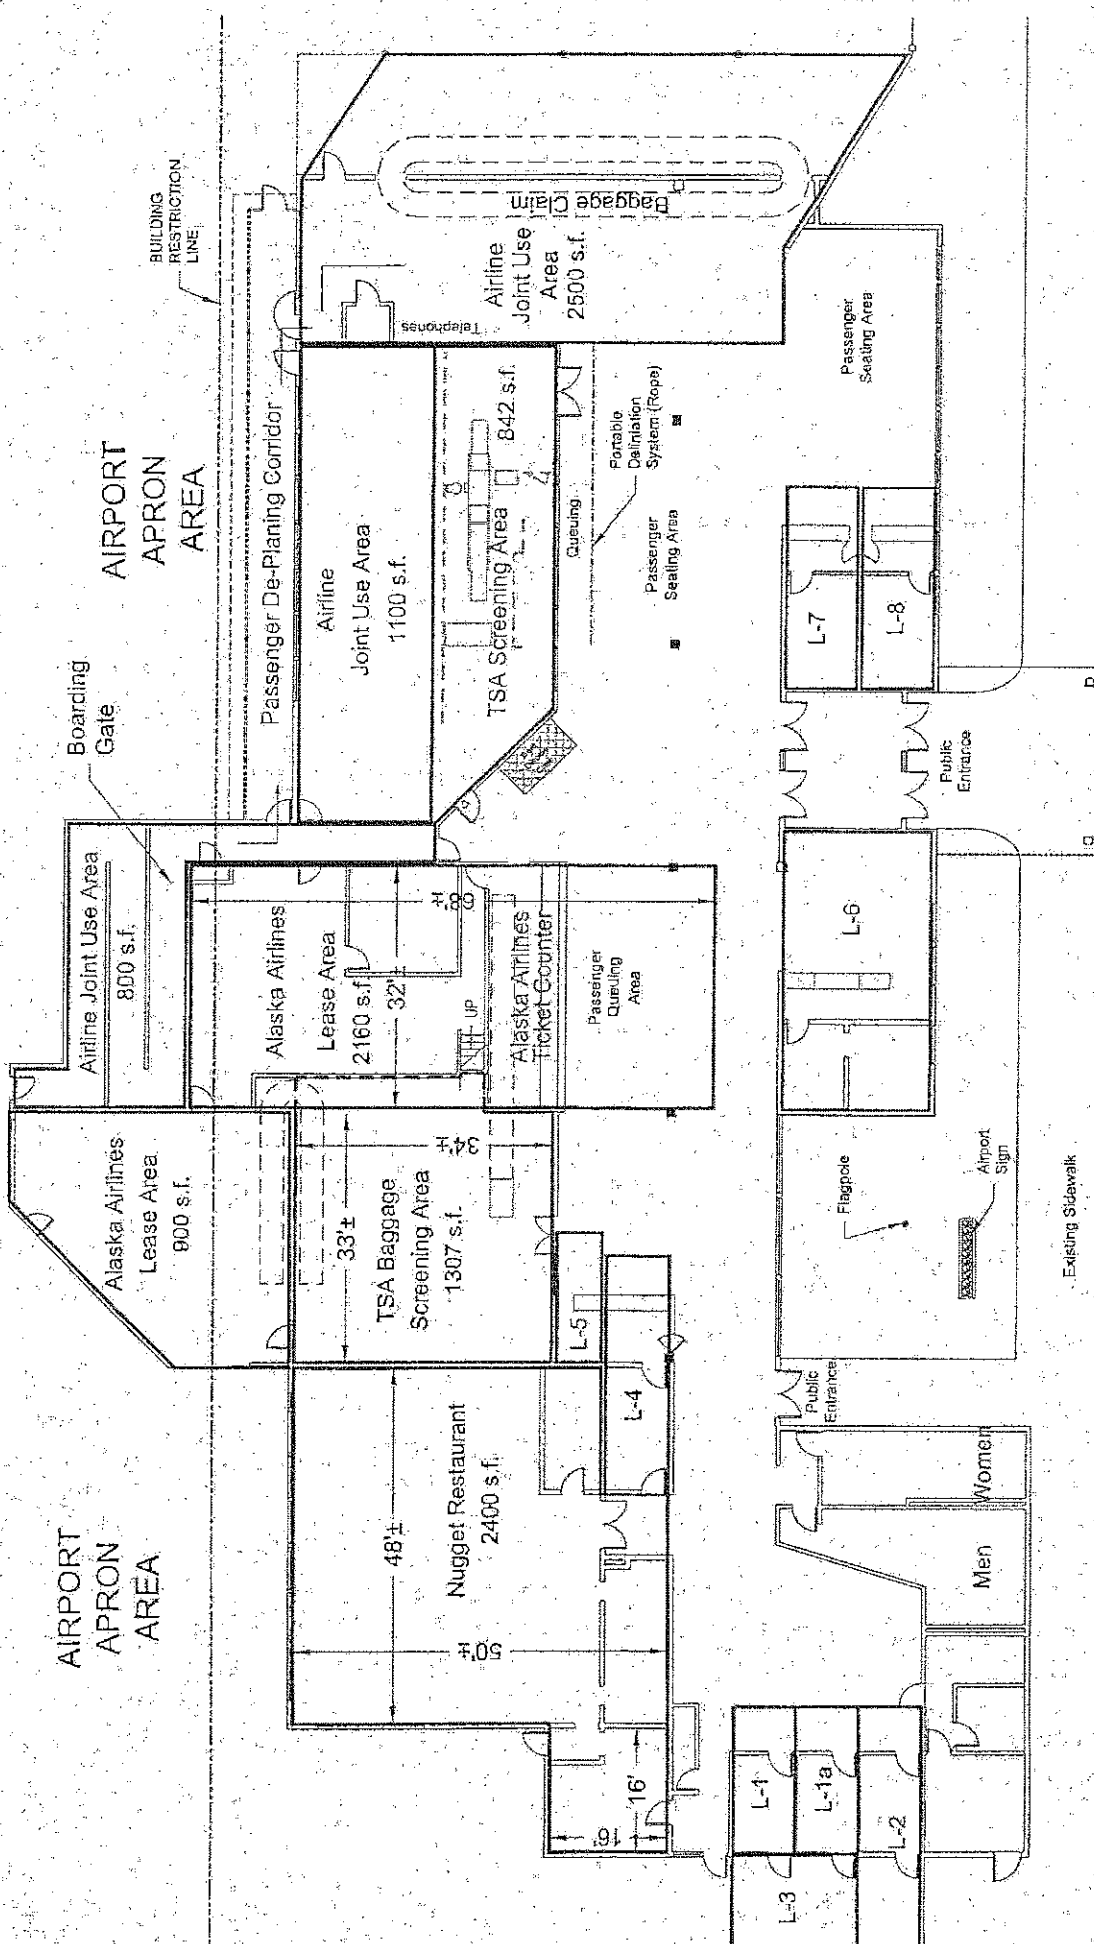 AIRPORT
APRON
AREA
AIRPORT
APRON
AREA
Boarding
Gate
BUILDING
RESTRICTION
LINE
Passenger De-Planing Corridor
Airline Joint Use Area
800 s.f.
Alaska Airlines
Lease Area
900 s.f.
Alaska Airlines
Lease Area
2160 s.f.
32'±
68'±
UP
Alaska Airlines
Ticket Counter
Passenger
Queuing
Area
TSA Baggage
Screening Area
1307 s.f.
33'±
34'±
Nugget Restaurant
2400 s.f.
48'±
50'±
16'
16'
Airline
Joint Use Area
1100 s.f.
TSA Screening Area
842 s.f.
Queuing
Portable
Deliniation
System (Rope)
Passenger
Seating Area
Telephones
Airline
Joint Use
Area
2500 s.f.
Baggage Claim
Passenger
Seating Area
L-1
L-1a
L-2
L-3
L-4
L-5
L-6
L-7
L-8
Men
Women
Public
Entrance
Public
Entrance
Flagpole
Airport
Sign
Existing Sidewalk